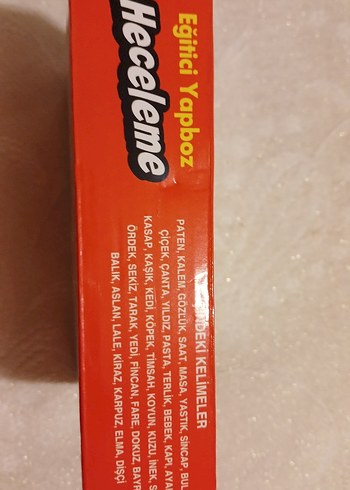 Eğitici Yapboz
Heceleme
KELİMELER
PATEN, KALEM, GÖZLÜK, SAAT, MASA, YASTIK, SİNCAP,
ÇİÇEK, ÇANTA, YILDIZ, PASTA, TERLİK, BEBEK, KAPI,
KASAP, KAŞIK, KEDİ, KÖPEK, TİMSAH, KOYUN, KUZU, İNEK,
ÖRDEK, SEKİZ, TARAK, YEDİ, FİNCAN, FARE, DOKUZ,
BALIK, ASLAN, LALE, KİRAZ, KARPUZ, ELMA, DİŞÇİ